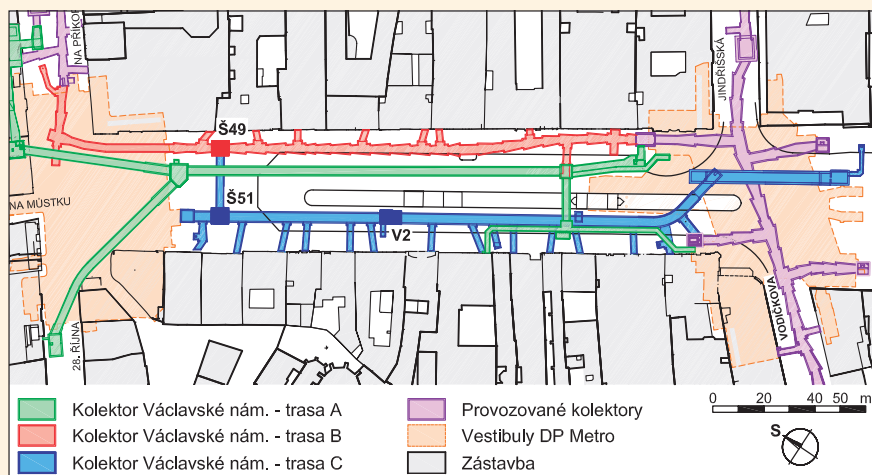 NA PŘÍKOPĚ
JINDŘIŠSKÁ
Š49
NA MŮSTKU
Š51
V2
VODIČKOVA
28. ŘÍJNA
Kolektor Václavské nám. - trasa A
Kolektor Václavské nám. - trasa B
Kolektor Václavské nám. - trasa C
Provozované kolektory
Vestibuly DP Metro
Zástavba
0 20 40 50 m
S